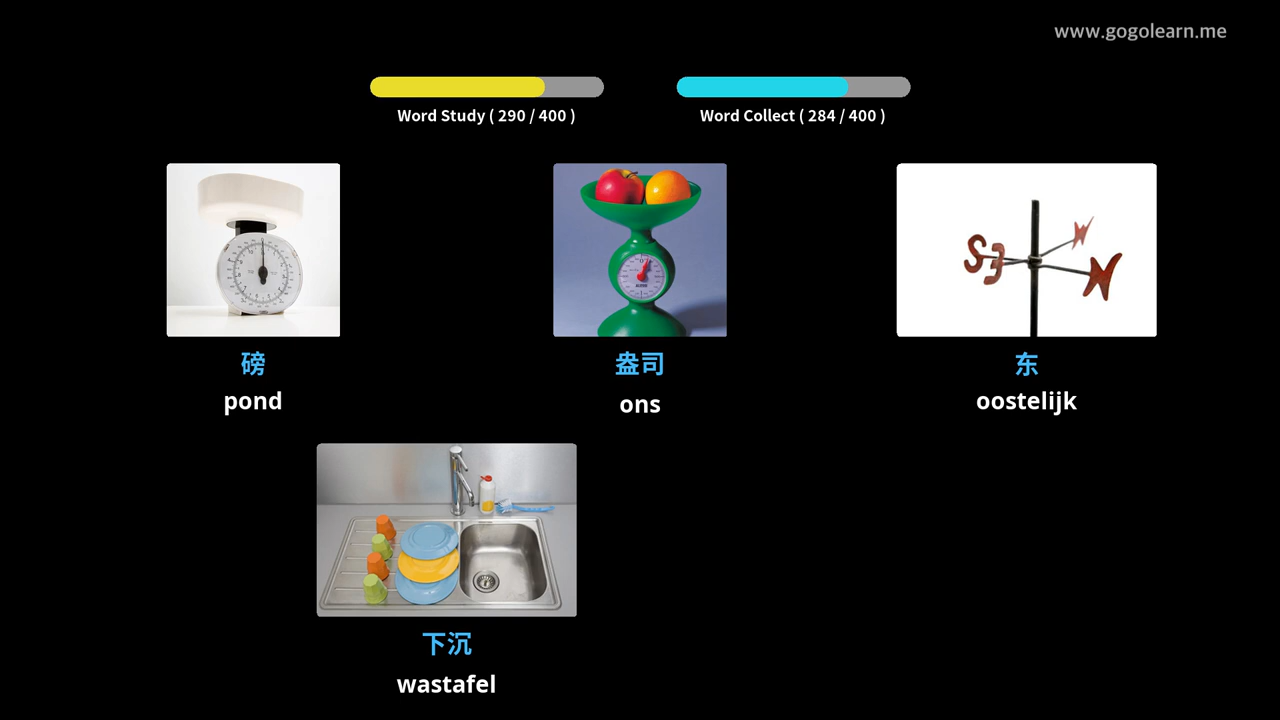 www.gogolearn.me
Word Study ( 290 / 400 )
Word Collect ( 284 / 400 )
磅
pond
盎司
ons
东
oostelijk
下沉
wastafel